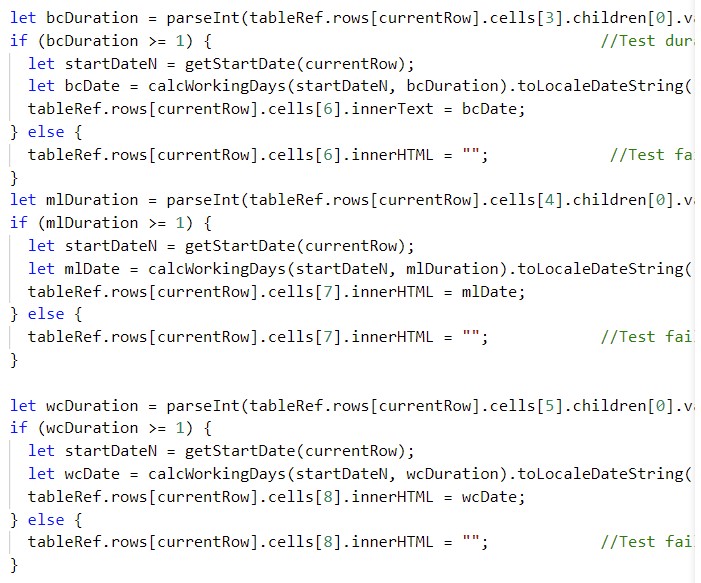 let bcDuration = parseInt(tableRef.rows[currentRow].cells[3].children[0].v
if (bcDuration >= 1) { //Test dur
let startDateN = getStartDate(currentRow);
let bcDate = calcWorkingDays(startDateN, bcDuration).toLocaleDateString(
tableRef.rows[currentRow].cells[6].innerText = bcDate;
} else {
tableRef.rows[currentRow].cells[6].innerHTML = ""; //Test fa
}
let mlDuration = parseInt(tableRef.rows[currentRow].cells[4].children[0].v
if (mlDuration >= 1) {
let startDateN = getStartDate(currentRow);
let mlDate = calcWorkingDays(startDateN, mlDuration).toLocaleDateString(
tableRef.rows[currentRow].cells[7].innerHTML = mlDate;
} else {
tableRef.rows[currentRow].cells[7].innerHTML = ""; //Test fai
}
let wcDuration = parseInt(tableRef.rows[currentRow].cells[5].children[0].v
if (wcDuration >= 1) {
let startDateN = getStartDate(currentRow);
let wcDate = calcWorkingDays(startDateN, wcDuration).toLocaleDateString(
tableRef.rows[currentRow].cells[8].innerHTML = wcDate;
} else {
tableRef.rows[currentRow].cells[8].innerHTML = ""; //Test fai
}